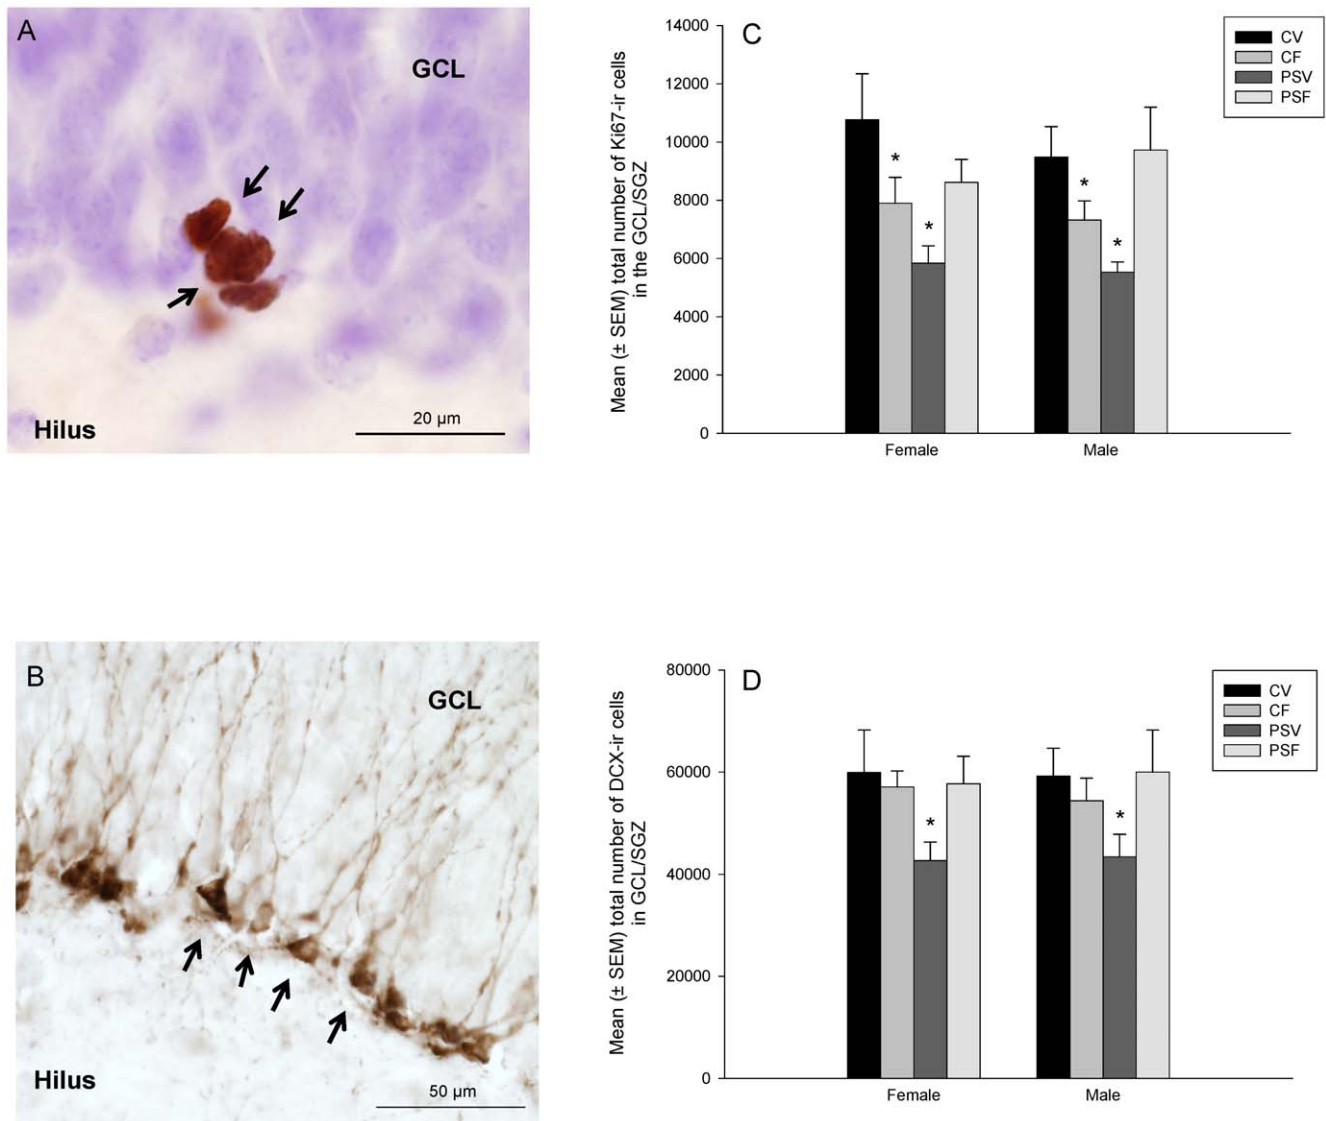 A
GCL
Hilus
20 µm
C
Mean (± SEM) total number of Ki67-ir cells
in the GCL/SGZ
14000
12000
10000
8000
6000
4000
2000
0
*
*
*
*
Female
Male
CV
CF
PSV
PSF
B
GCL
Hilus
50 µm
D
Mean (± SEM) total number of DCX-ir cells
in GCL/SGZ
80000
60000
40000
20000
0
*
*
Female
Male
CV
CF
PSV
PSF